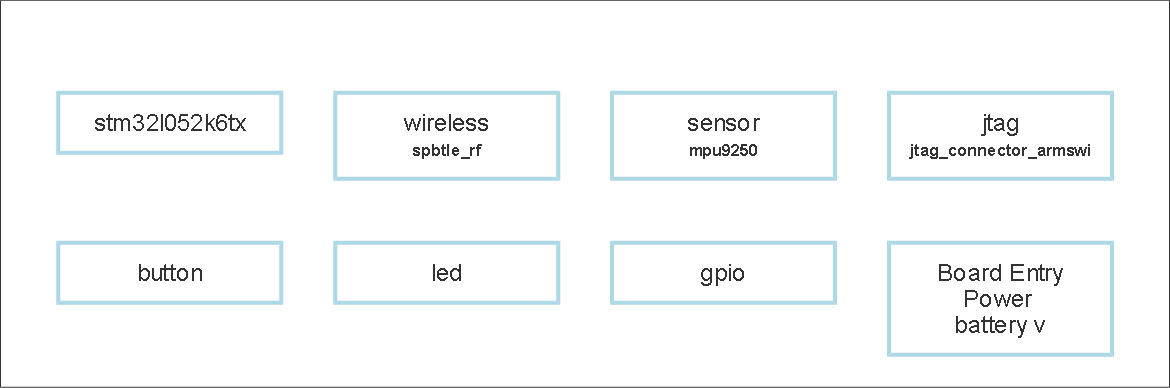 stm32l052k6tx
wireless
spbtle_rf
sensor
mpu9250
jtag
jtag_connector_armswi
button
led
gpio
Board Entry
Power
battery v